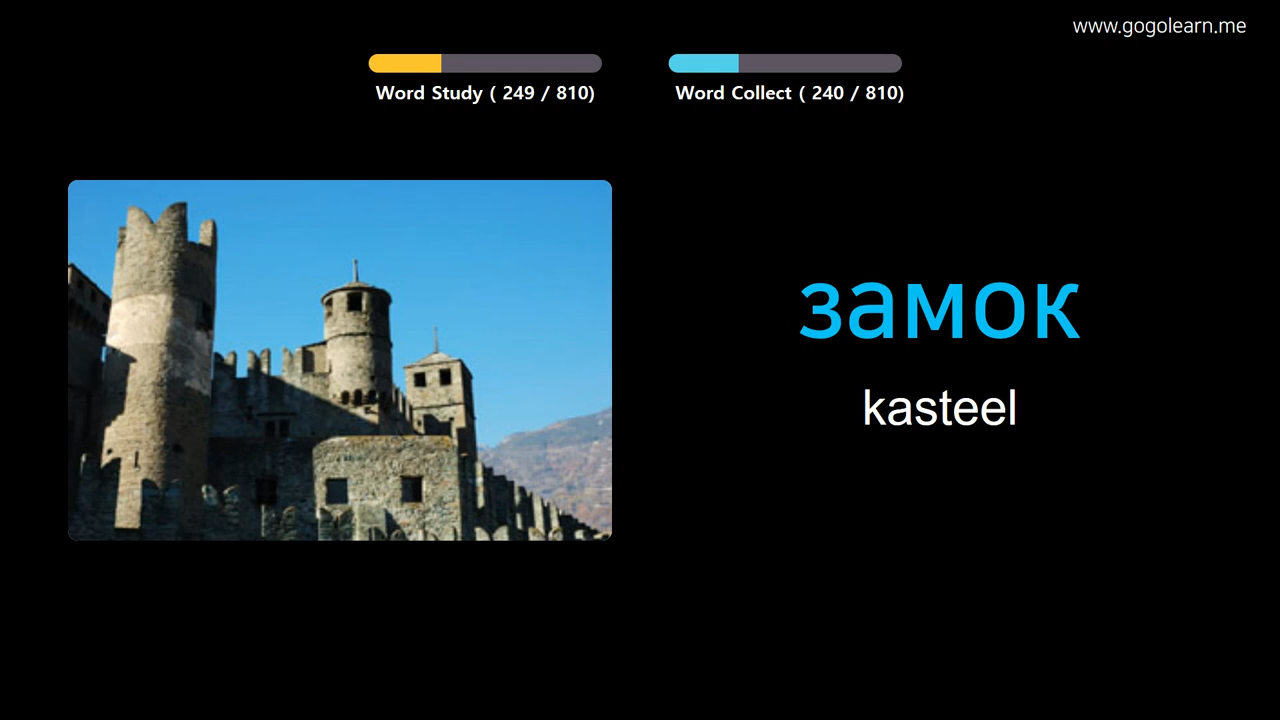 www.gogolearn.me
Word Study ( 249 / 810)
Word Collect ( 240 / 810)
замок
kasteel